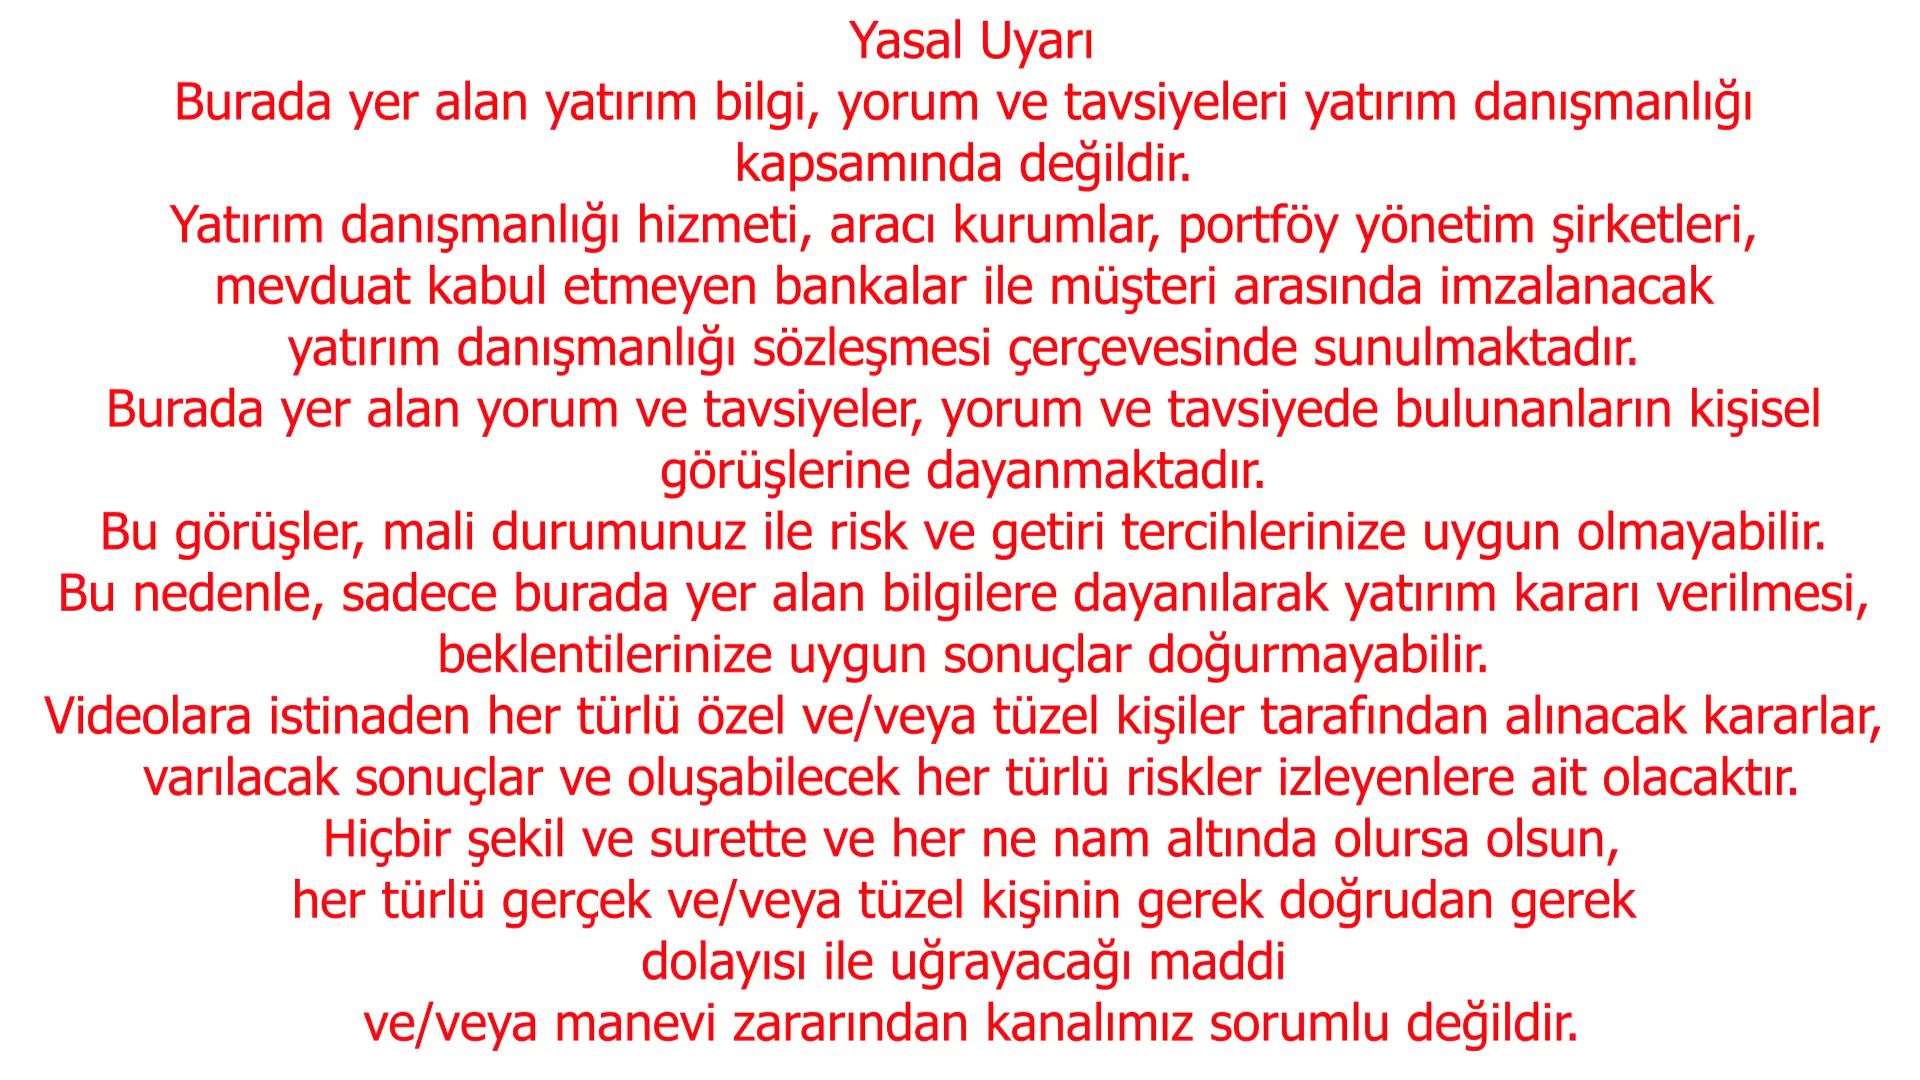 Yasal Uyarı
Burada yer alan yatırım bilgi, yorum ve tavsiyeleri yatırım danışmanlığı
kapsamında değildir.
Yatırım danışmanlığı hizmeti, aracı kurumlar, portföy yönetim şirketleri,
mevduat kabul etmeyen bankalar ile müşteri arasında imzalanacak
yatırım danışmanlığı sözleşmesi çerçevesinde sunulmaktadır.
Burada yer alan yorum ve tavsiyeler, yorum ve tavsiyede bulunanların kişisel
görüşlerine dayanmaktadır.
Bu görüşler, mali durumunuz ile risk ve getiri tercihlerinize uygun olmayabilir.
Bu nedenle, sadece burada yer alan bilgilere dayanılarak yatırım kararı verilmesi,
beklentilerinize uygun sonuçlar doğurmayabilir.
Videolara istinaden her türlü özel ve/veya tüzel kişiler tarafından alınacak kararlar,
varılacak sonuçlar ve oluşabilecek her türlü riskler izleyenlere ait olacaktır.
Hiçbir şekil ve surette ve her ne nam altında olursa olsun,
her türlü gerçek ve/veya tüzel kişinin gerek doğrudan gerek
dolayısı ile uğrayacağı maddi
ve/veya manevi zararından kanalımız sorumlu değildir.